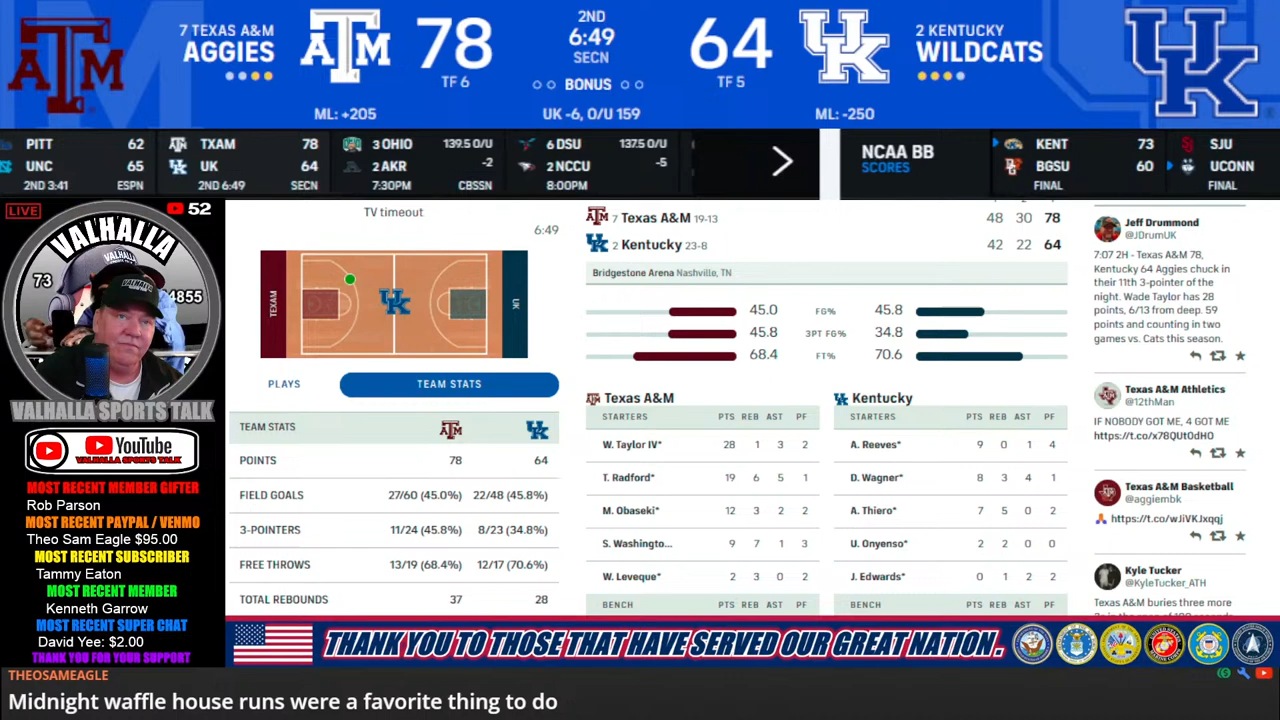 7 TEXAS A&M
AGGIES
78
TF 6
ML: +205
2ND
6:49
SECN
BONUS
UK -6, O/U 159
64
TF 5
ML: -250
2 KENTUCKY
WILDCATS
PITT 62
UNC 65
2ND 3:41 ESPN
TXAM 78
UK 64
2ND 6:49 SECN
3 OHIO 139.5 O/U
2 AKR -2
7:30PM CBSSN
6 DSU 137.5 O/U
2 NCCU -5
8:00PM
NCAA BB
SCORES
KENT 73
BGSU 60
FINAL
SJU
UCONN
FINAL
LIVE
52
VALHALLA
73
4855
VALHALLA SPORTS TALK
YouTube
VALHALLA SPORTS TALK
MOST RECENT MEMBER GIFTER
Rob Parson
MOST RECENT PAYPAL / VENMO
Theo Sam Eagle $95.00
MOST RECENT SUBSCRIBER
Tammy Eaton
MOST RECENT MEMBER
Kenneth Garrow
MOST RECENT SUPER CHAT
David Yee: $2.00
THANK YOU FOR YOUR SUPPORT
TV timeout
6:49
TEXAM
UK
PLAYS
TEAM STATS
TEAM STATS
POINTS 78 64
FIELD GOALS 27/60 (45.0%) 22/48 (45.8%)
3-POINTERS 11/24 (45.8%) 8/23 (34.8%)
FREE THROWS 13/19 (68.4%) 12/17 (70.6%)
TOTAL REBOUNDS 37 28
7 Texas A&M 19-13 48 30 78
2 Kentucky 23-8 42 22 64
Bridgestone Arena Nashville, TN
45.0 FG% 45.8
45.8 3PT FG% 34.8
68.4 FT% 70.6
Texas A&M
STARTERS PTS REB AST PF
W. Taylor IV* 28 1 3 2
T. Radford* 19 6 5 1
M. Obaseki* 12 3 2 2
S. Washingto... 9 7 1 3
W. Leveque* 2 3 0 2
BENCH PTS REB AST PF
Kentucky
STARTERS PTS REB AST PF
A. Reeves* 9 0 1 4
D. Wagner* 8 3 4 1
A. Thiero* 7 5 0 2
U. Onyenso* 2 2 0 0
J. Edwards* 0 1 2 2
BENCH PTS REB AST PF
Jeff Drummond
@JDrumUK
7:07 2H - Texas A&M 78,
Kentucky 64 Aggies chuck in
their 11th 3-pointer of the
night. Wade Taylor has 28
points, 6/13 from deep. 59
points and counting in two
games vs. Cats this season.
Texas A&M Athletics
@12thMan
IF NOBODY GOT ME, 4 GOT ME
https://t.co/x78QUt0dHO
Texas A&M Basketball
@aggiembk
https://t.co/wJiVKJxqqj
Kyle Tucker
@KyleTucker_ATH
Texas A&M buries three more
THANK YOU TO THOSE THAT HAVE SERVED OUR GREAT NATION.
THEOSAMEAGLE
Midnight waffle house runs were a favorite thing to do